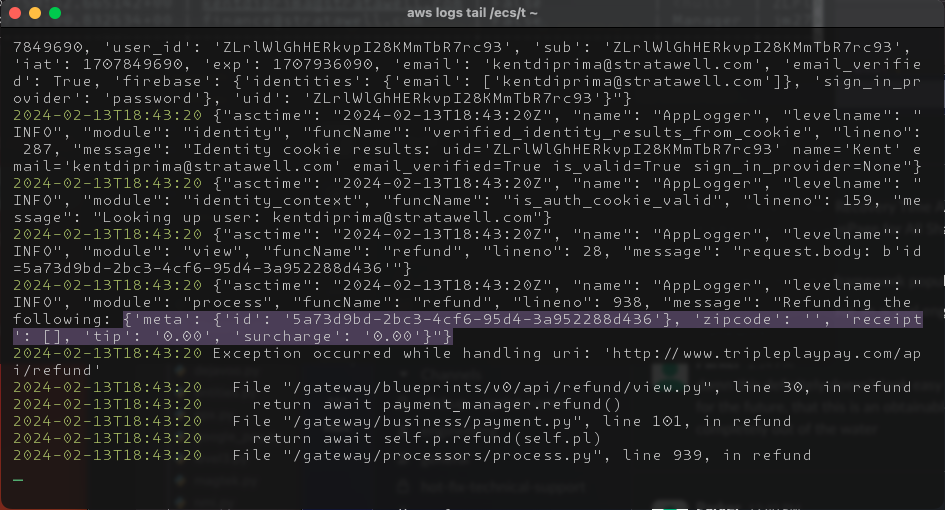 aws logs tail /ecs/t ~
7849690, 'user_id': 'ZLrlWlGhHERkvpI28KMmTbR7rc93', 'sub': 'ZLrlWlGhHERkvpI28KMmTbR7rc93',
'iat': 1707849690, 'exp': 1707936090, 'email': 'kentdiprima@stratawell.com', 'email_verifie
d': True, 'firebase': {'identities': {'email': ['kentdiprima@stratawell.com']}, 'sign_in_pr
ovider': 'password'}, 'uid': 'ZLrlWlGhHERkvpI28KMmTbR7rc93'}"}
2024-02-13T18:43:20 {"asctime": "2024-02-13T18:43:20Z", "name": "AppLogger", "levelname": "
INFO", "module": "identity", "funcName": "verified_identity_results_from_cookie", "lineno":
287, "message": "Identity cookie results: uid='ZLrlWlGhHERkvpI28KMmTbR7rc93' name='Kent' e
mail='kentdiprima@stratawell.com' email_verified=True is_valid=True sign_in_provider=None"}
2024-02-13T18:43:20 {"asctime": "2024-02-13T18:43:20Z", "name": "AppLogger", "levelname": "
INFO", "module": "identity_context", "funcName": "is_auth_cookie_valid", "lineno": 159, "me
ssage": "Looking up user: kentdiprima@stratawell.com"}
2024-02-13T18:43:20 {"asctime": "2024-02-13T18:43:20Z", "name": "AppLogger", "levelname": "
INFO", "module": "view", "funcName": "refund", "lineno": 28, "message": "request.body: b'id
=5a73d9bd-2bc3-4cf6-95d4-3a952288d436'"}
2024-02-13T18:43:20 {"asctime": "2024-02-13T18:43:20Z", "name": "AppLogger", "levelname": "
INFO", "module": "process", "funcName": "refund", "lineno": 938, "message": "Refunding the
following: {'meta': {'id': '5a73d9bd-2bc3-4cf6-95d4-3a952288d436'}, 'zipcode': '', 'receipt
': [], 'tip': '0.00', 'surcharge': '0.00'}"}
2024-02-13T18:43:20 Exception occurred while handling uri: 'http://www.tripleplaypay.com/ap
i/refund'
2024-02-13T18:43:20   File "/gateway/blueprints/v0/api/refund/view.py", line 30, in refund
2024-02-13T18:43:20     return await payment_manager.refund()
2024-02-13T18:43:20   File "/gateway/business/payment.py", line 101, in refund
2024-02-13T18:43:20     return await self.p.refund(self.pl)
2024-02-13T18:43:20   File "/gateway/processors/process.py", line 939, in refund